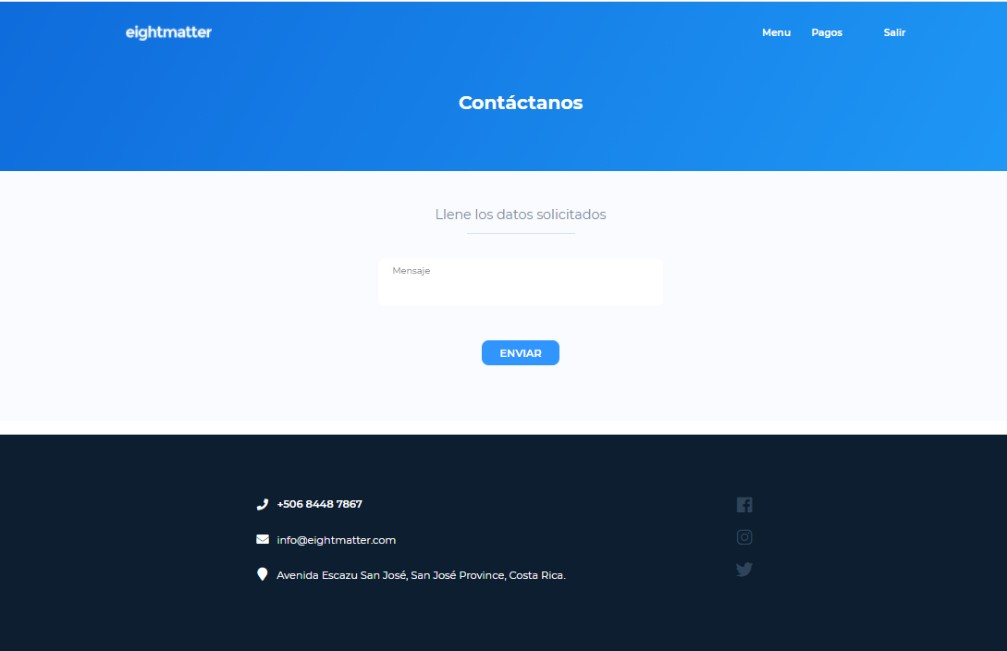 eightmatter
Menu Pagos Salir
Contáctanos
Llene los datos solicitados
Mensaje
ENVIAR
+506 8448 7867
info@eightmatter.com
Avenida Escazu San José, San José Province, Costa Rica.